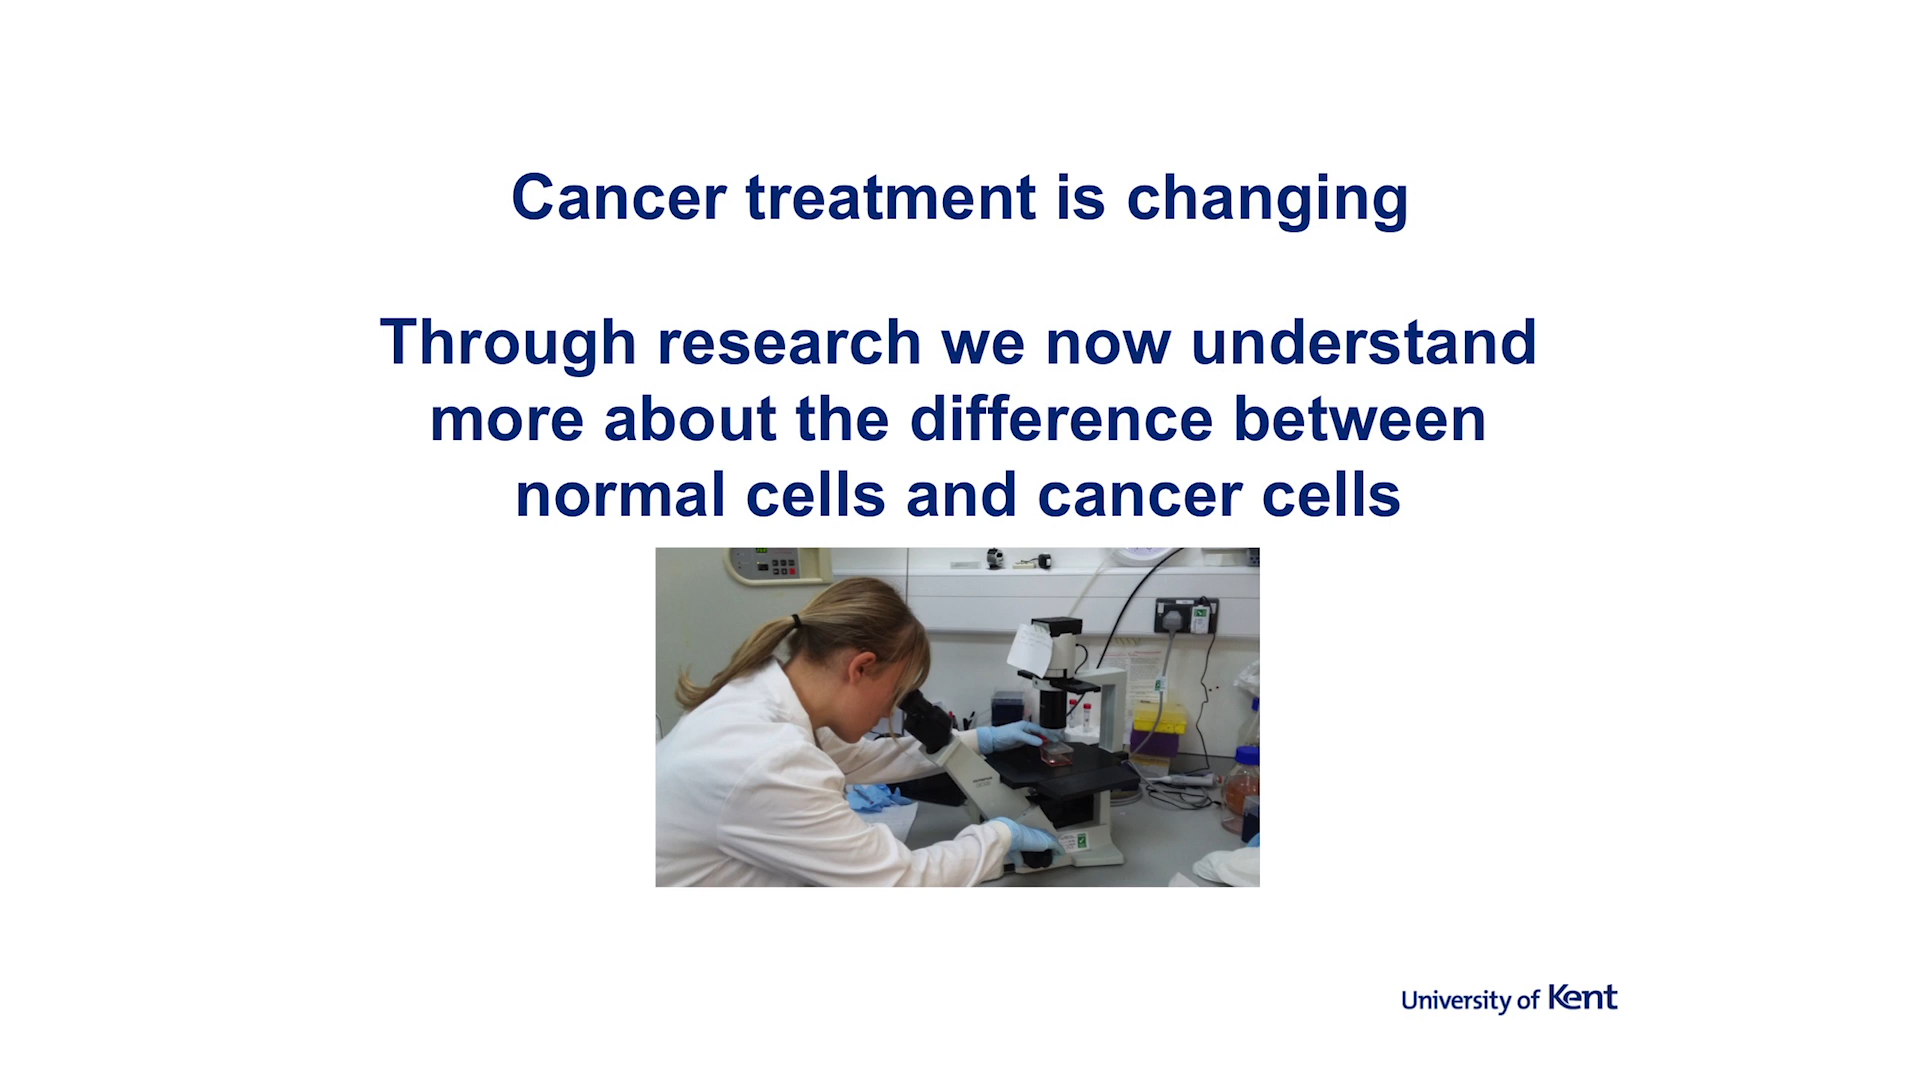 Cancer treatment is changing
Through research we now understand
more about the difference between
normal cells and cancer cells
University of Kent